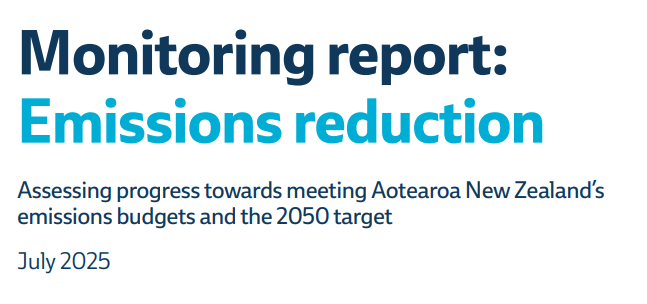 Monitoring report:
Emissions reduction
Assessing progress towards meeting Aotearoa New Zealand’s
emissions budgets and the 2050 target
July 2025